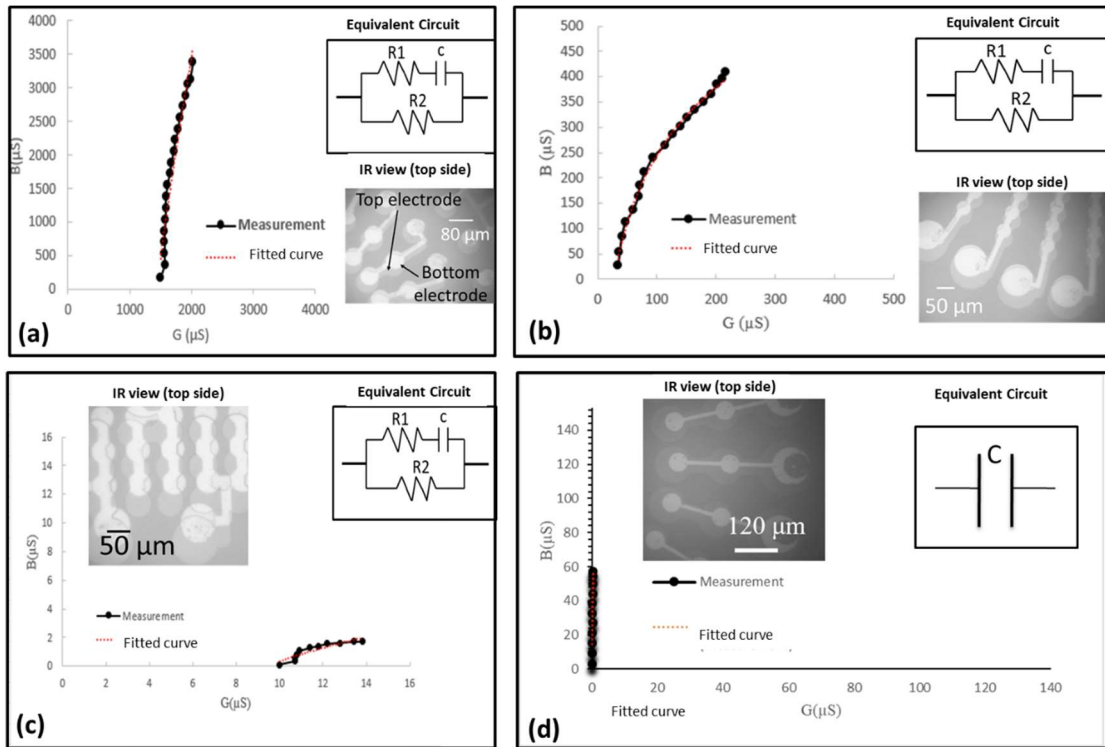 4000
3500
3000
2500
2000
1500
1000
500
0
B(µS)
0
1000
2000
3000
4000
G (µS)
Measurement
Fitted curve
Equivalent Circuit
R1
c
R2
IR view (top side)
Top electrode
80 µm
Bottom
electrode
(a)
500
450
400
350
300
250
200
150
100
50
0
B (µS)
0
100
200
300
400
500
G (µS)
Measurement
Fitted curve
Equivalent Circuit
R1
c
R2
IR view (top side)
50 µm
(b)
IR view (top side)
50 µm
Equivalent Circuit
R1
c
R2
16
14
12
10
8
6
4
2
0
B(µS)
Measurement
Fitted curve
0
2
4
6
8
10
12
14
16
G(µS)
(c)
IR view (top side)
120 µm
Equivalent Circuit
C
140
120
100
80
60
40
20
0
B(µS)
Measurement
Fitted curve
0
20
40
60
80
100
120
140
Fitted curve
G(µS)
(d)